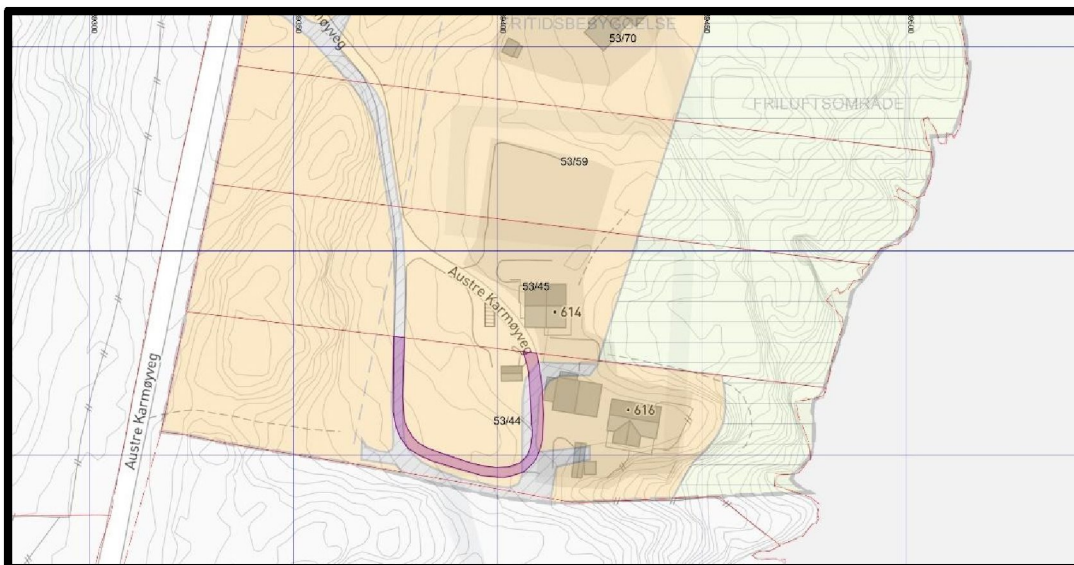 FRITIDSBEBYGGELSE
53/70
FRILUFTSOMRÅDE
53/59
Austre Karmøyveg
53/45
614
Austre Karmøyveg
53/44
616